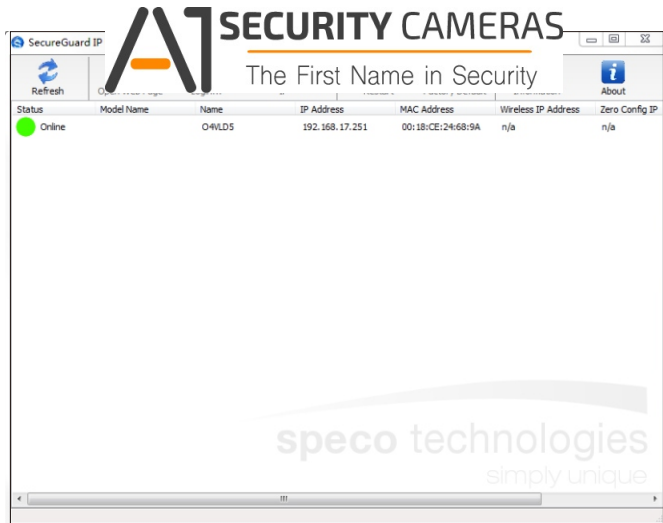 A1 SECURITY CAMERAS
The First Name in Security
SecureGuard IP
Refresh
About
Status Model Name Name IP Address MAC Address Wireless IP Address Zero Config IP
Online O4VLD5 192.168.17.251 00:18:CE:24:68:9A n/a n/a
speco technologies
simply unique